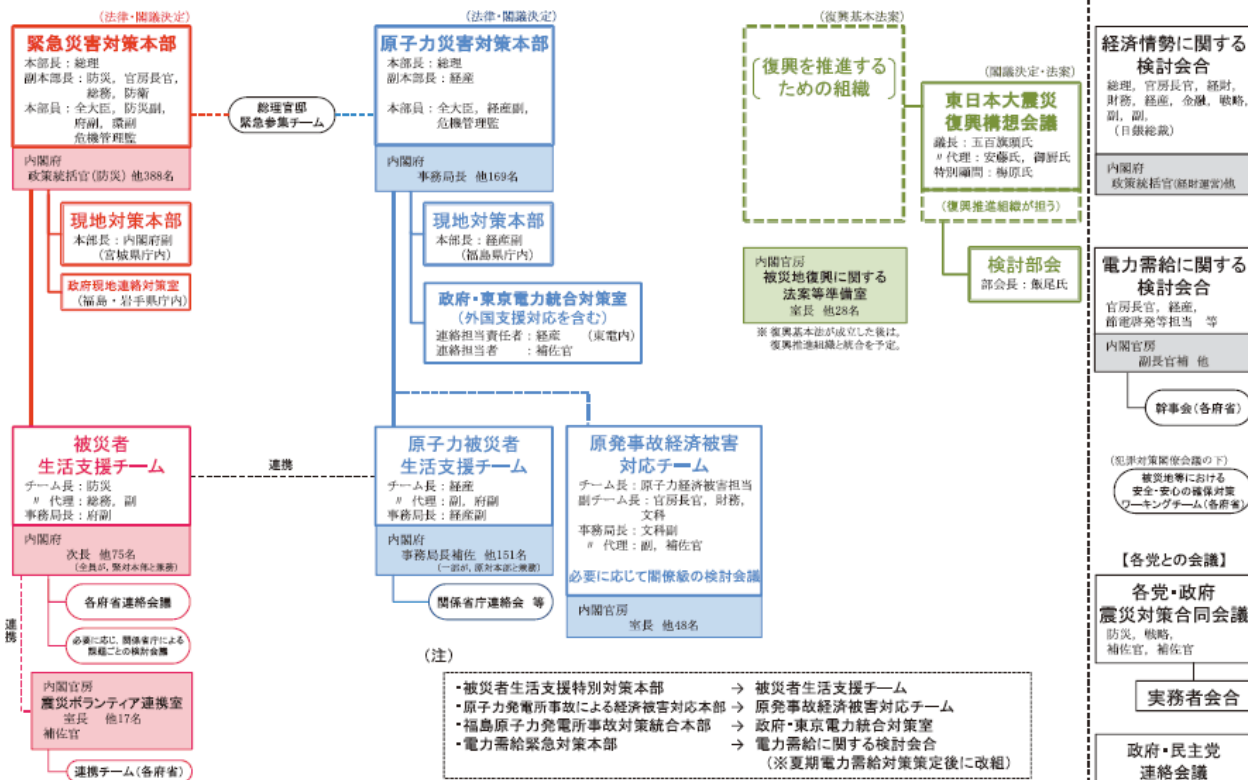 (法律・閣議決定)
緊急災害対策本部
本部長：総理
副本部長：防災，官房長官，
総務，防衛
本部員：全大臣，防災副，
府副，環副
危機管理監
内閣府
政策統括官(防災) 他388名
現地対策本部
本部長：内閣府副
(宮城県庁内)
政府現地連絡対策室
(福島・岩手県庁内)
総理官邸
緊急参集チーム
(法律・閣議決定)
原子力災害対策本部
本部長：総理
副本部長：経産
本部員：全大臣，経産副，
危機管理監
内閣府
事務局長 他169名
現地対策本部
本部長：経産副
(福島県庁内)
政府・東京電力統合対策室
(外国支援対応を含む)
連絡担当責任者：経産 (東電内)
連絡担当者 ：補佐官
(復興基本法案)
復興を推進する
ための組織
(閣議決定・法案)
東日本大震災
復興構想会議
議長：五百旗頭氏
〃代理：安藤氏，御厨氏
特別顧問：梅原氏
(復興推進組織が担う)
検討部会
部会長：飯尾氏
内閣官房
被災地復興に関する
法案等準備室
室長 他28名
※ 復興基本法が成立した後は，
復興推進組織と統合を予定。
経済情勢に関する
検討会合
総理，官房長官，経財，
財務，経産，金融，戦略，
副，副，
(日銀総裁)
内閣府
政策統括官(経財運営)他
電力需給に関する
検討会合
官房長官，経産，
節電啓発等担当 等
内閣官房
副長官補 他
幹事会(各府省)
(犯罪対策閣僚会議の下)
被災地等における
安全・安心の確保対策
ワーキングチーム(各府省)
【各党との会議】
各党・政府
震災対策合同会議
防災，戦略，
補佐官，補佐官
実務者会合
政府・民主党
連絡会議
被災者
生活支援チーム
チーム長：防災
〃 代理：総務，副
事務局長：府副
内閣府
次長 他75名
(全員が，緊対本部と兼務)
各府省連絡会議
必要に応じ，関係省庁による
課題ごとの検討会議
連携
内閣官房
震災ボランティア連携室
室長 他17名
補佐官
連携チーム(各府省)
連携
原子力被災者
生活支援チーム
チーム長：経産
〃 代理：副，府副
事務局長：経産副
内閣府
事務局長補佐 他151名
(一部が，原対本部と兼務)
関係省庁連絡会 等
原発事故経済被害
対応チーム
チーム長：原子力経済被害担当
副チーム長：官房長官，財務，
文科
事務局長：文科副
〃 代理：副，補佐官
必要に応じて閣僚級の検討会議
内閣官房
室長 他48名
(注)
・被災者生活支援特別対策本部 → 被災者生活支援チーム
・原子力発電所事故による経済被害対応本部 → 原発事故経済被害対応チーム
・福島原子力発電所事故対策統合本部 → 政府・東京電力統合対策室
・電力需給緊急対策本部 → 電力需給に関する検討会合
(※夏期電力需給対策策定後に改組)